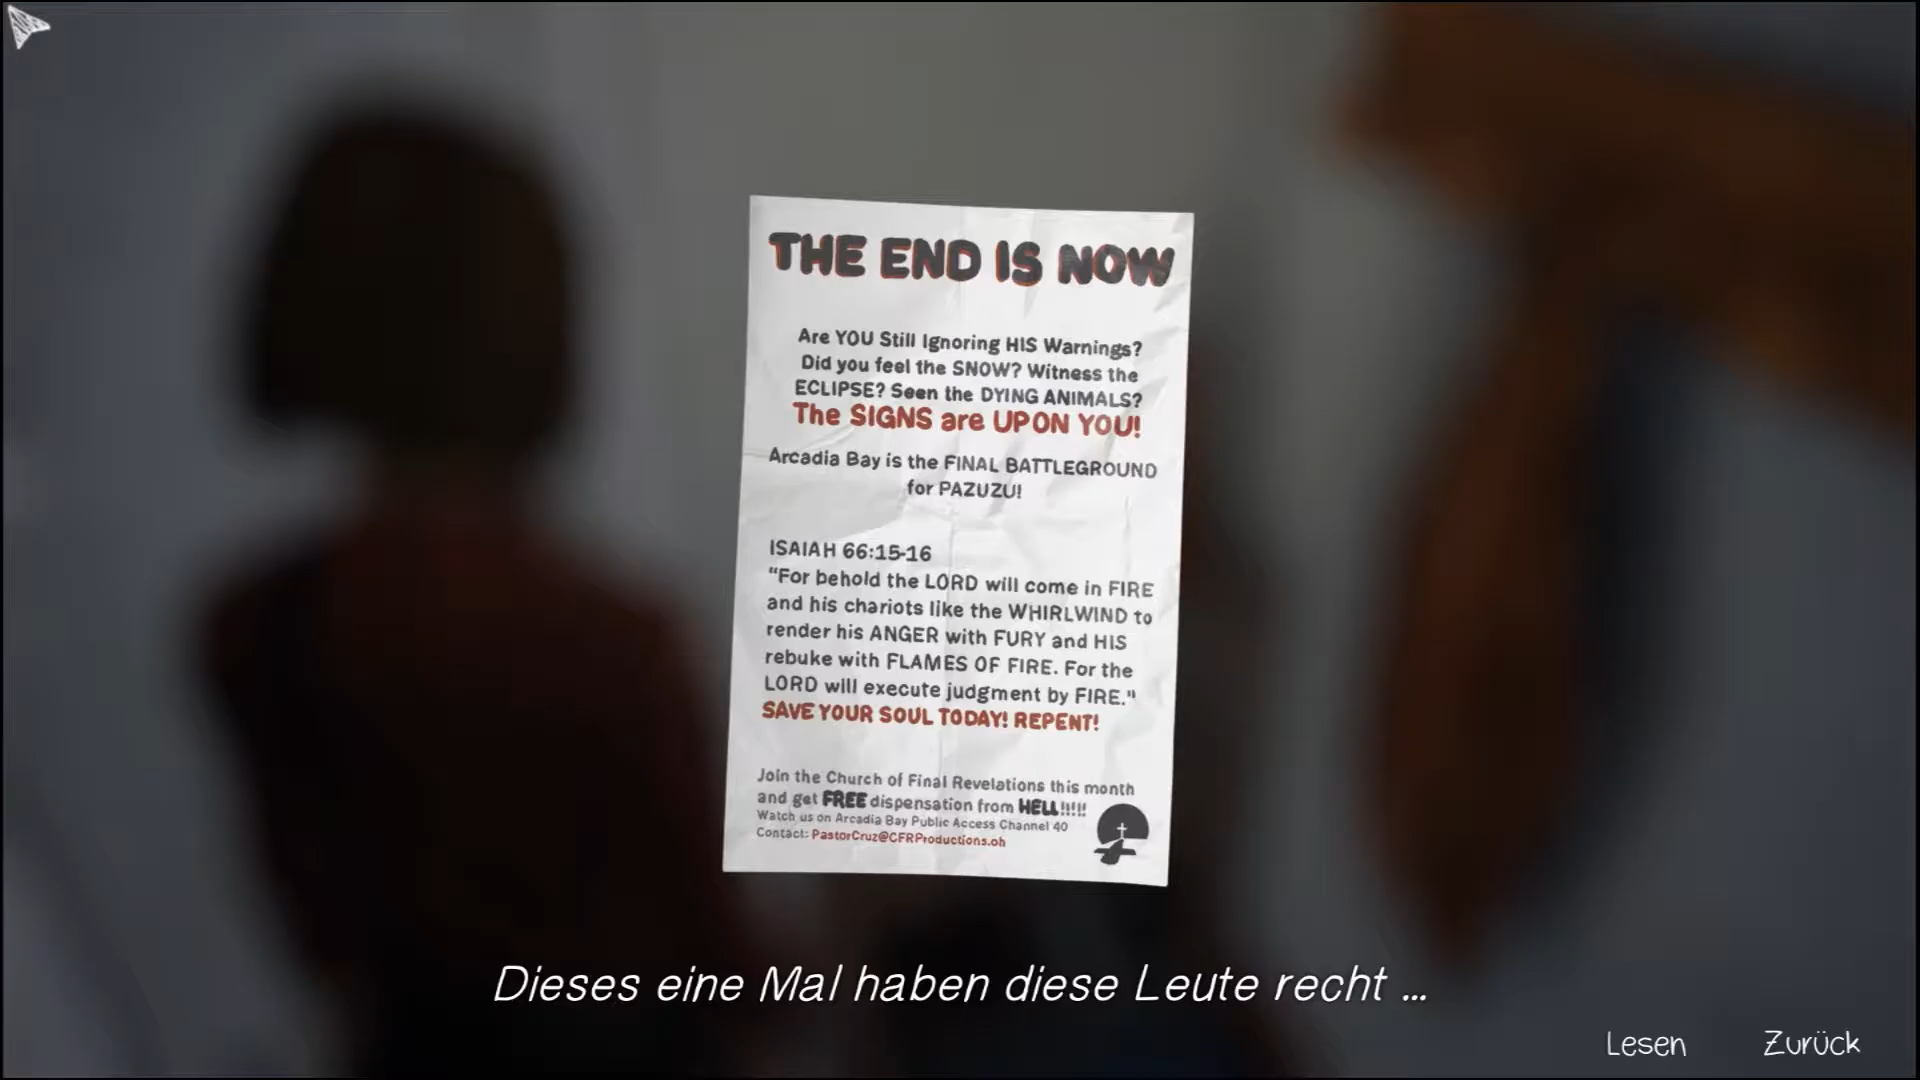 THE END IS NOW
Are YOU Still Ignoring HIS Warnings?
Did you feel the SNOW? Witness the
ECLIPSE? Seen the DYING ANIMALS?
The SIGNS are UPON YOU!
Arcadia Bay is the FINAL BATTLEGROUND
for PAZUZU!
ISAIAH 66:15-16
"For behold the LORD will come in FIRE
and his chariots like the WHIRLWIND to
render his ANGER with FURY and HIS
rebuke with FLAMES OF FIRE. For the
LORD will execute judgment by FIRE."
SAVE YOUR SOUL TODAY! REPENT!
Join the Church of Final Revelations this month
and get FREE dispensation from HELL!!!!!
Watch us on Arcadia Bay Public Access Channel 40
Contact: PastorCruz@CFRProductions.oh
Dieses eine Mal haben diese Leute recht ...
Lesen Zurück